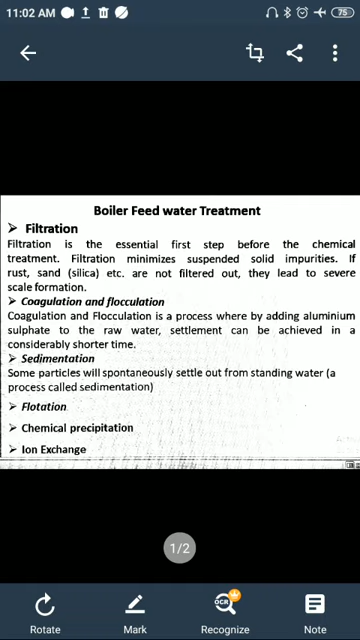 11:02 AM
75
Boiler Feed water Treatment
➢ Filtration
Filtration is the essential first step before the chemical
treatment. Filtration minimizes suspended solid impurities. If
rust, sand (silica) etc. are not filtered out, they lead to severe
scale formation.
➢ Coagulation and flocculation
Coagulation and Flocculation is a process where by adding aluminium
sulphate to the raw water, settlement can be achieved in a
considerably shorter time.
➢ Sedimentation
Some particles will spontaneously settle out from standing water (a
process called sedimentation)
➢ Flotation
➢ Chemical precipitation
➢ Ion Exchange
1/2
OCR
Rotate Mark Recognize Note